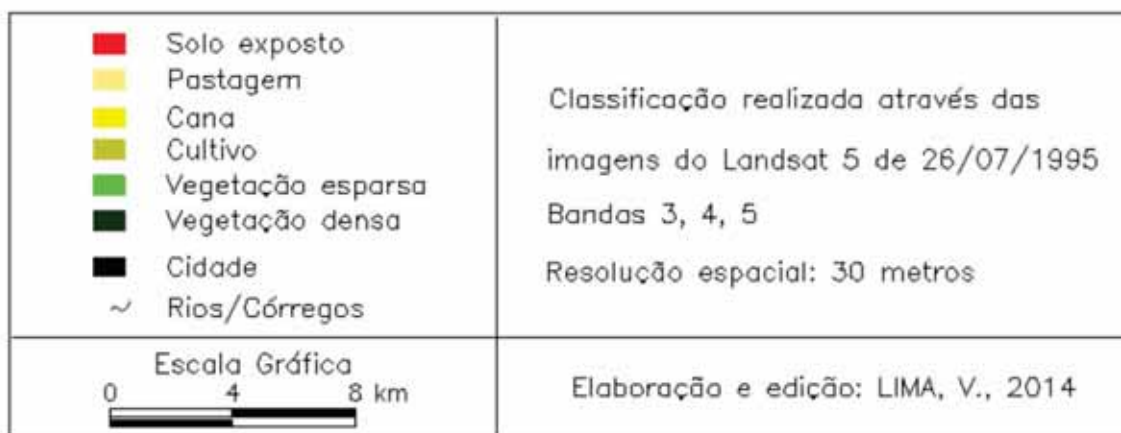 Solo exposto
Pastagem
Cana
Cultivo
Vegetação esparsa
Vegetação densa
Cidade
Rios/Córregos
Classificação realizada através das
imagens do Landsat 5 de 26/07/1995
Bandas 3, 4, 5
Resolução espacial: 30 metros
Escala Gráfica
0 4 8 km
Elaboração e edição: LIMA, V., 2014